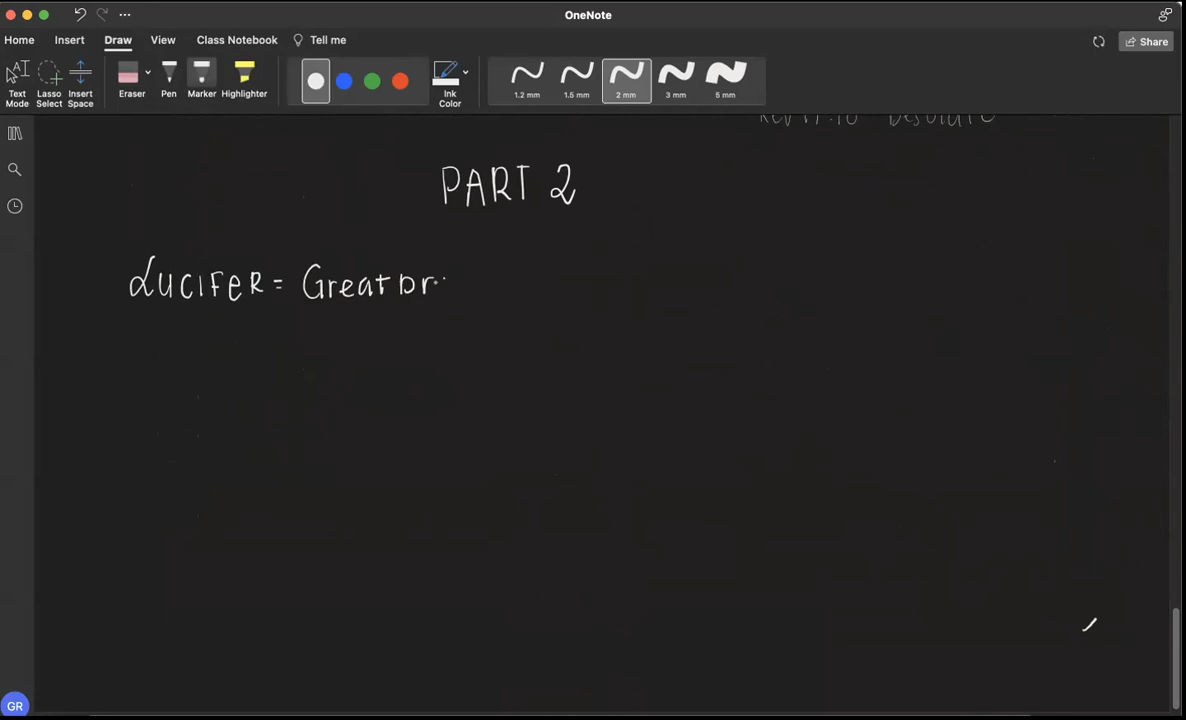 OneNote
Home Insert Draw View Class Notebook Tell me Share
Text Mode Lasso Select Insert Space Eraser Pen Marker Highlighter Ink Color 1.2 mm 1.5 mm 2 mm 3 mm 5 mm
Desolate
PART 2
LUCIFER = Great Dr
GR